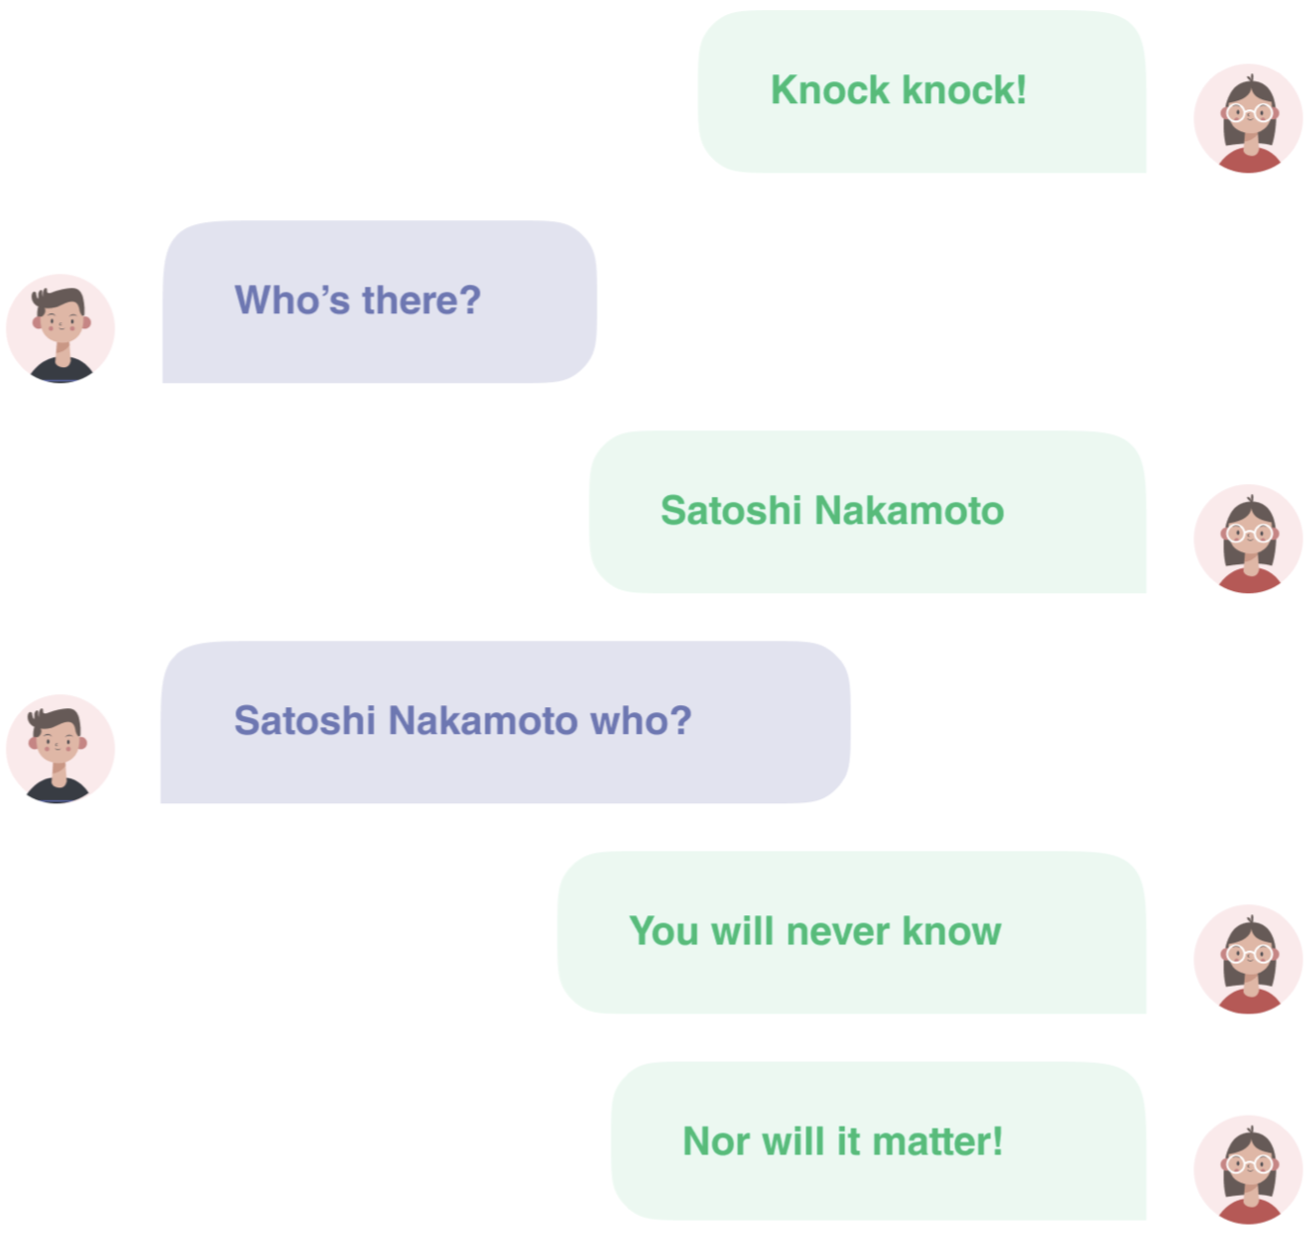 Knock knock!
Who’s there?
Satoshi Nakamoto
Satoshi Nakamoto who?
You will never know
Nor will it matter!